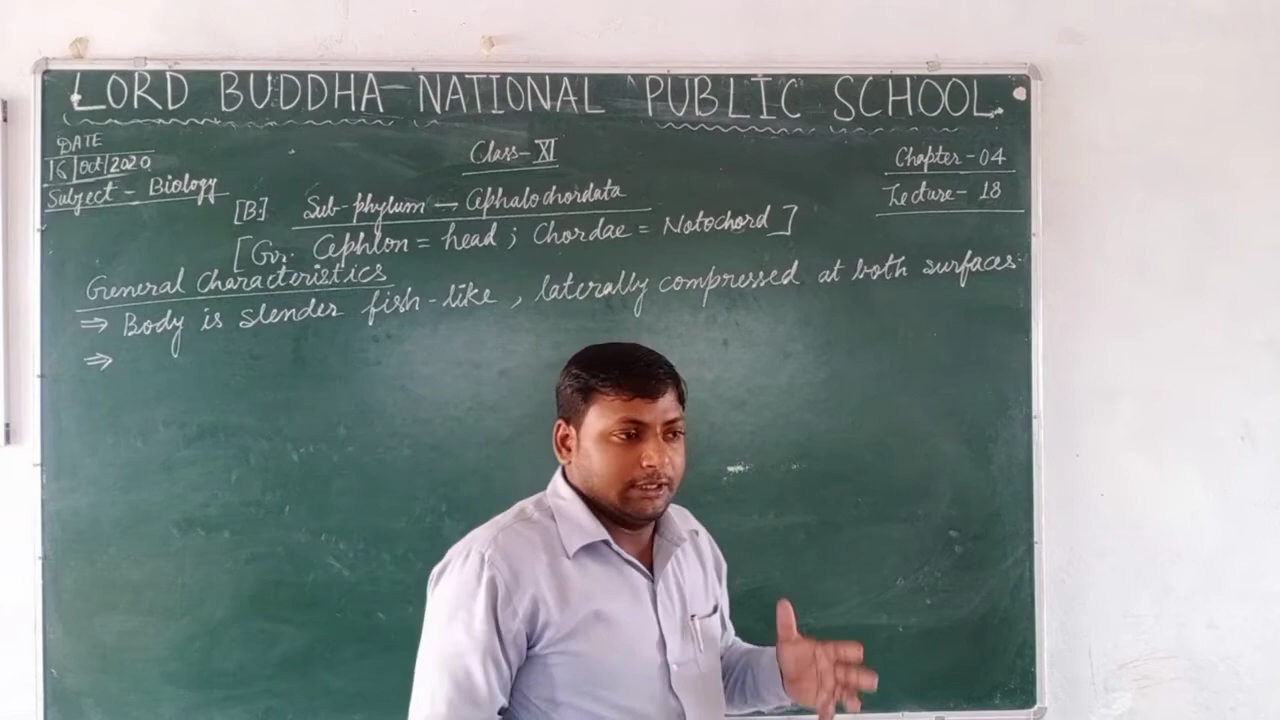 LORD BUDDHA NATIONAL PUBLIC SCHOOL
DATE
16/Oct/2020
Subject - Biology
Class - XI
Chapter - 04
Lecture - 18
[B] Sub-phylum — Cephalochordata
[Gr. Cephlon = head ; Chordae = Notochord]
General Characteristics
⇒ Body is slender fish-like, laterally compressed at both surfaces.
⇒